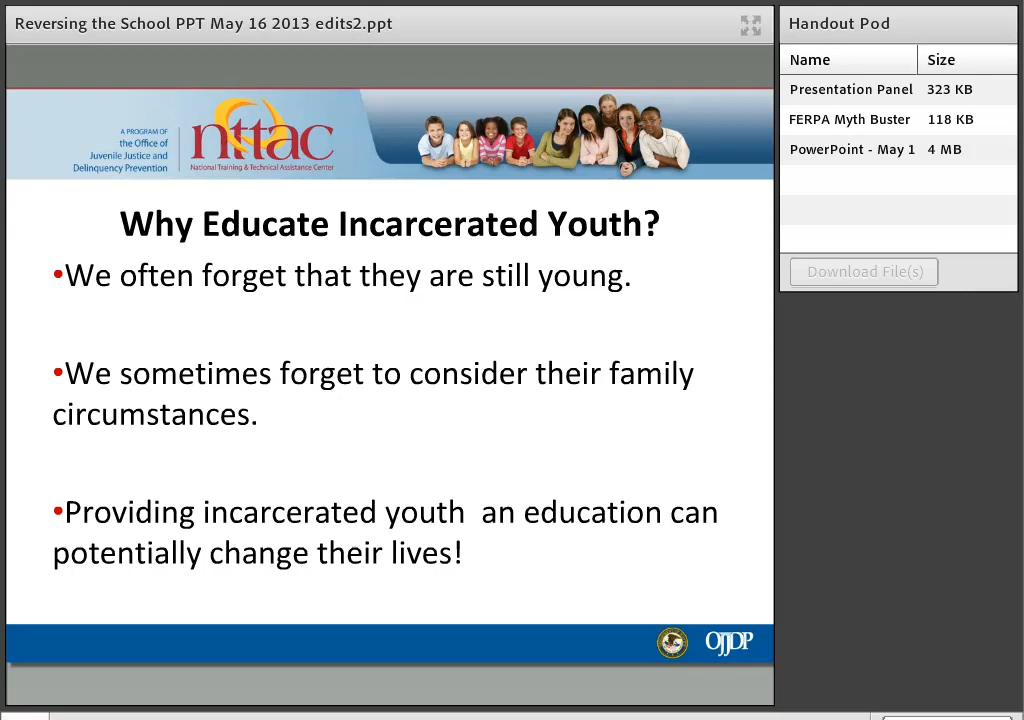 Reversing the School PPT May 16 2013 edits2.ppt
A PROGRAM OF
the Office of
Juvenile Justice and
Delinquency Prevention
nttac
National Training & Technical Assistance Center
Why Educate Incarcerated Youth?
•We often forget that they are still young.
•We sometimes forget to consider their family
circumstances.
•Providing incarcerated youth  an education can
potentially change their lives!
OJJDP
Handout Pod
Name Size
Presentation Panel 323 KB
FERPA Myth Buster 118 KB
PowerPoint - May 1 4 MB
Download File(s)